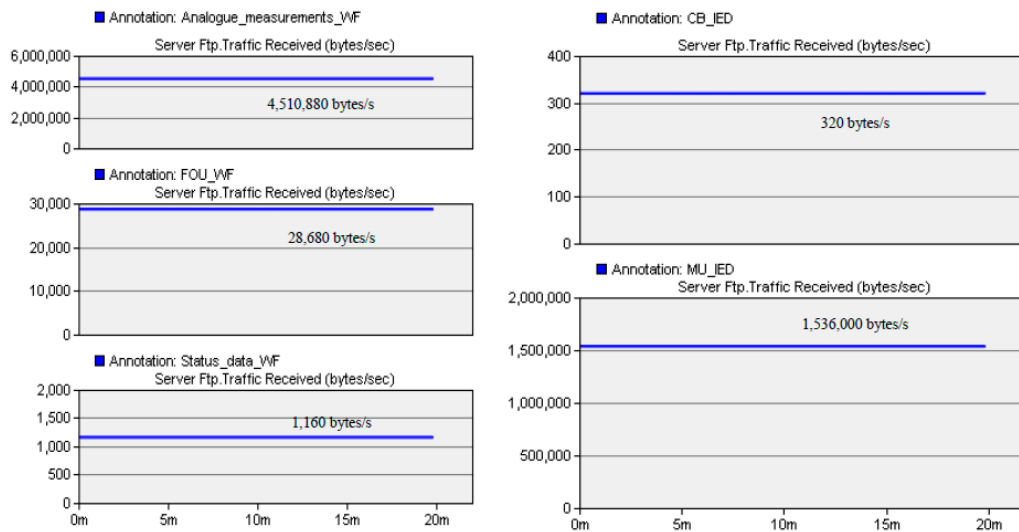 Annotation: Analogue_measurements_WF
Server Ftp.Traffic Received (bytes/sec)
6,000,000
4,000,000
2,000,000
0
4,510,880 bytes/s
Annotation: FOU_WF
Server Ftp.Traffic Received (bytes/sec)
30,000
20,000
10,000
0
28,680 bytes/s
Annotation: Status_data_WF
Server Ftp.Traffic Received (bytes/sec)
2,000
1,500
1,000
500
0
1,160 bytes/s
0m 5m 10m 15m 20m
Annotation: CB_IED
Server Ftp.Traffic Received (bytes/sec)
400
300
200
100
0
320 bytes/s
Annotation: MU_IED
Server Ftp.Traffic Received (bytes/sec)
2,000,000
1,500,000
1,000,000
500,000
0
1,536,000 bytes/s
0m 5m 10m 15m 20m